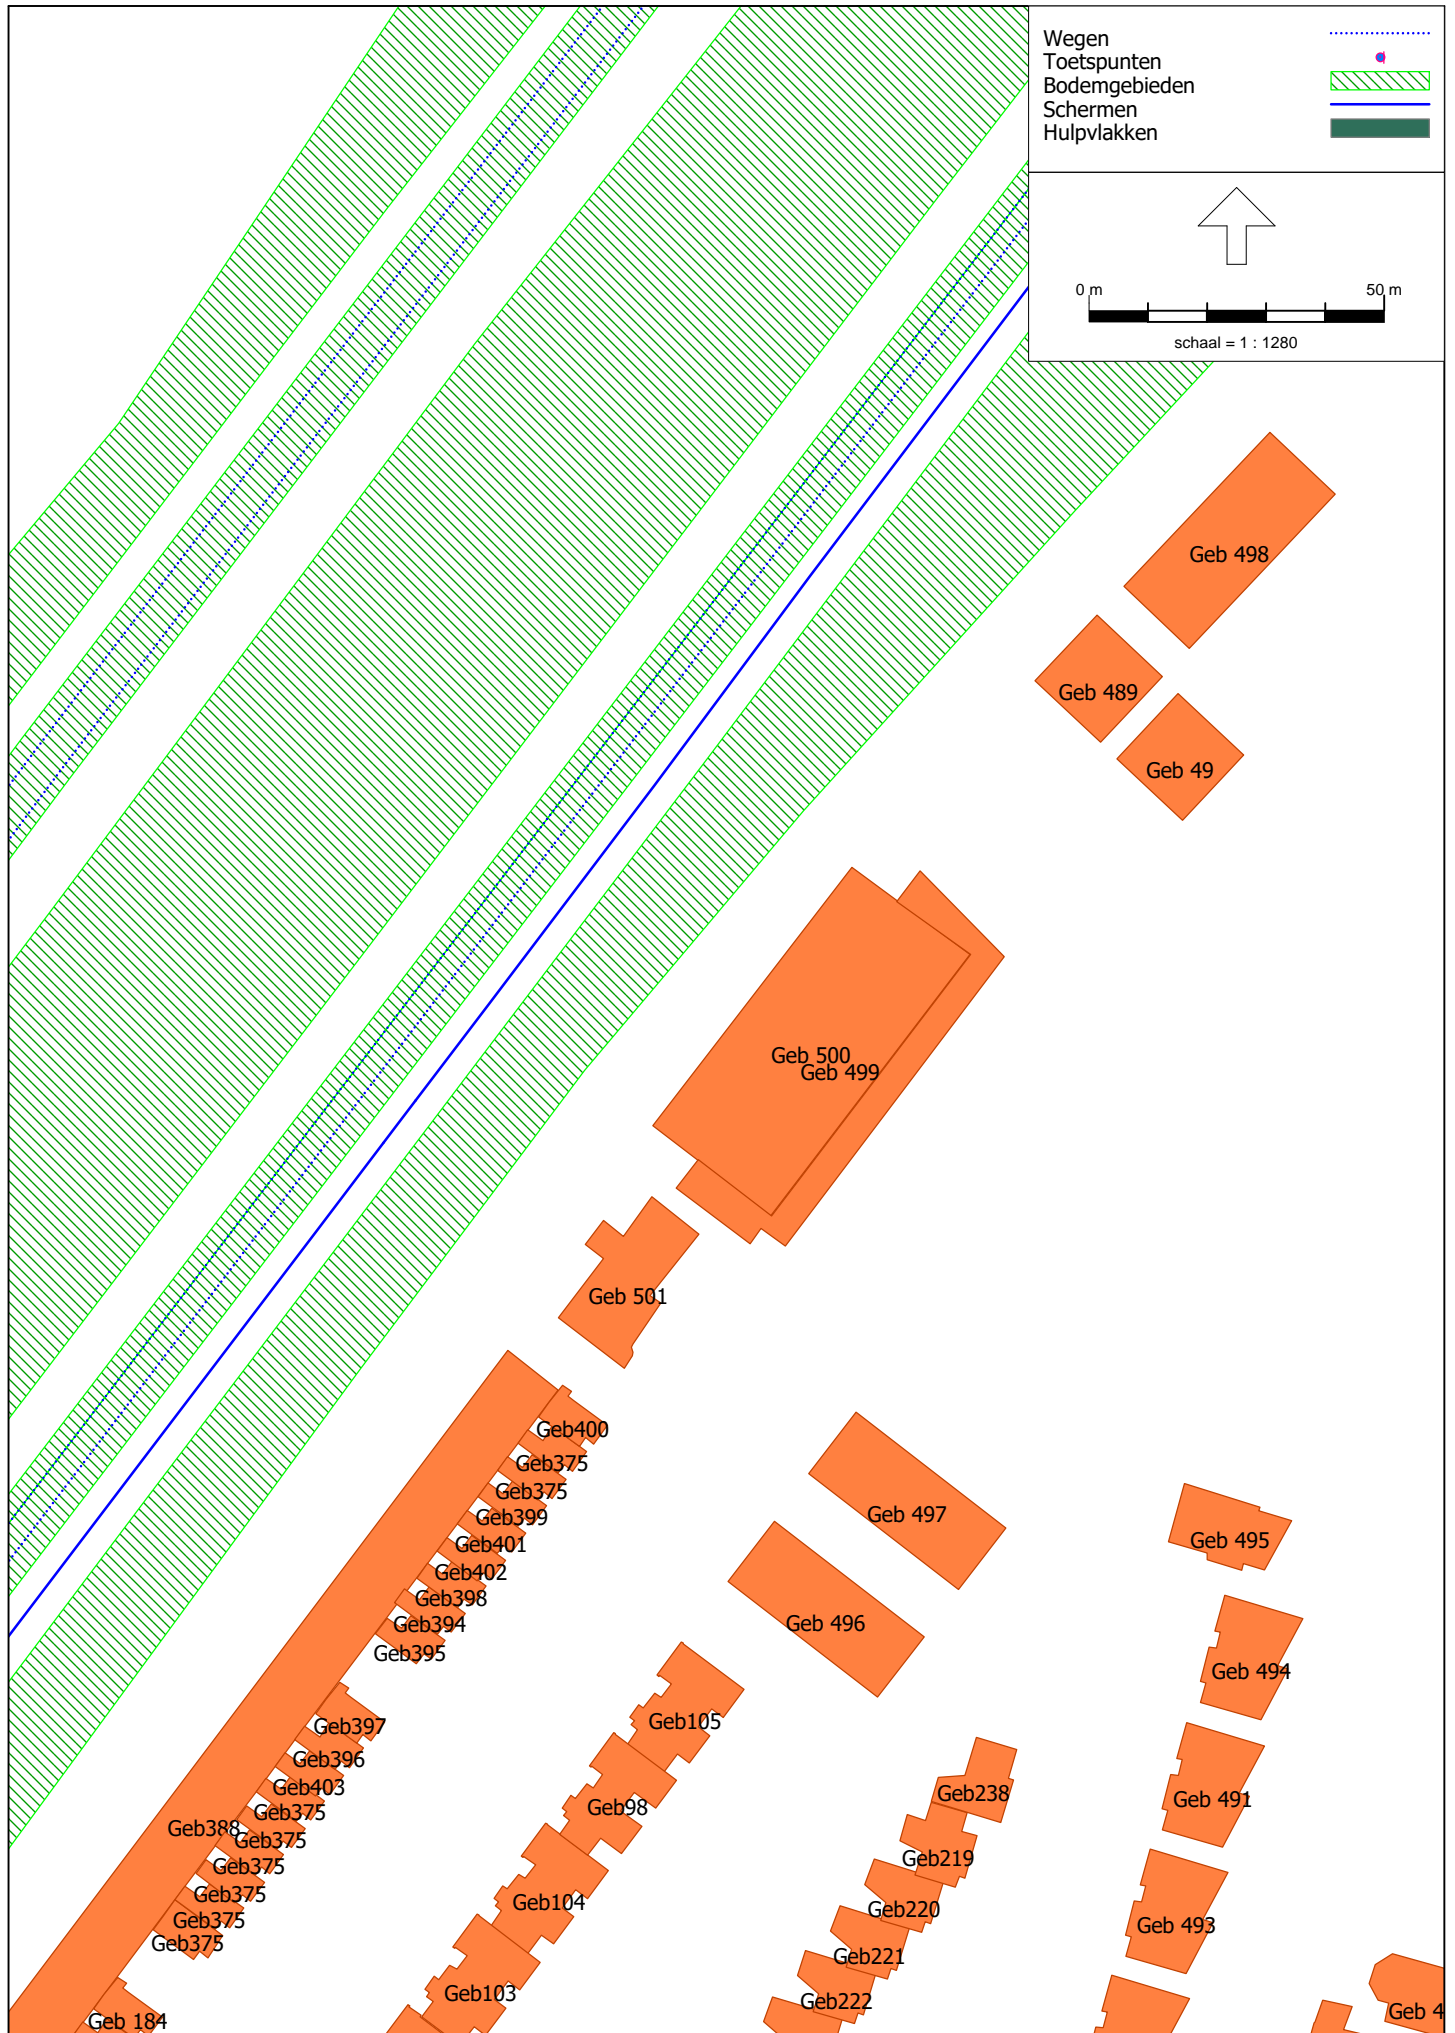 Wegen
Toetspunten
Bodemgebieden
Schermen
Hulpvlakken
0 m
50 m
schaal = 1 : 1280
Geb 498
Geb 489
Geb 49
Geb 500
Geb 499
Geb 501
Geb400
Geb375
Geb375
Geb399
Geb401
Geb402
Geb398
Geb394
Geb395
Geb 497
Geb 496
Geb 495
Geb 494
Geb 491
Geb 493
Geb397
Geb396
Geb403
Geb375
Geb388
Geb375
Geb375
Geb375
Geb375
Geb375
Geb105
Geb98
Geb104
Geb103
Geb238
Geb219
Geb220
Geb221
Geb222
Geb 184
Geb 4